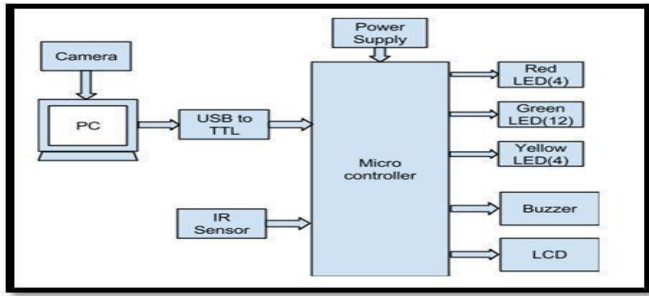 Power
Supply
Camera
PC
USB to
TTL
IR
Sensor
Micro
controller
Red
LED(4)
Green
LED(12)
Yellow
LED(4)
Buzzer
LCD